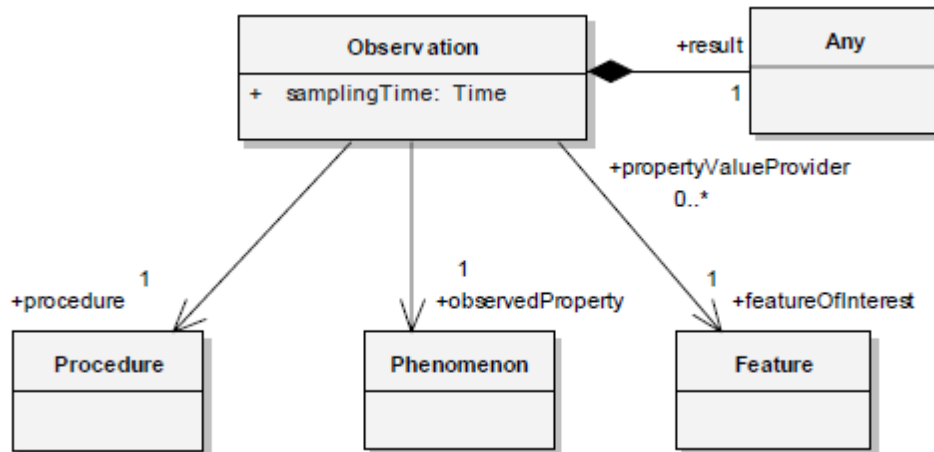 Observation
+ samplingTime: Time
+result
1
Any
+propertyValueProvider
0..*
1
+procedure
1
+observedProperty
1
+featureOfInterest
Procedure
Phenomenon
Feature